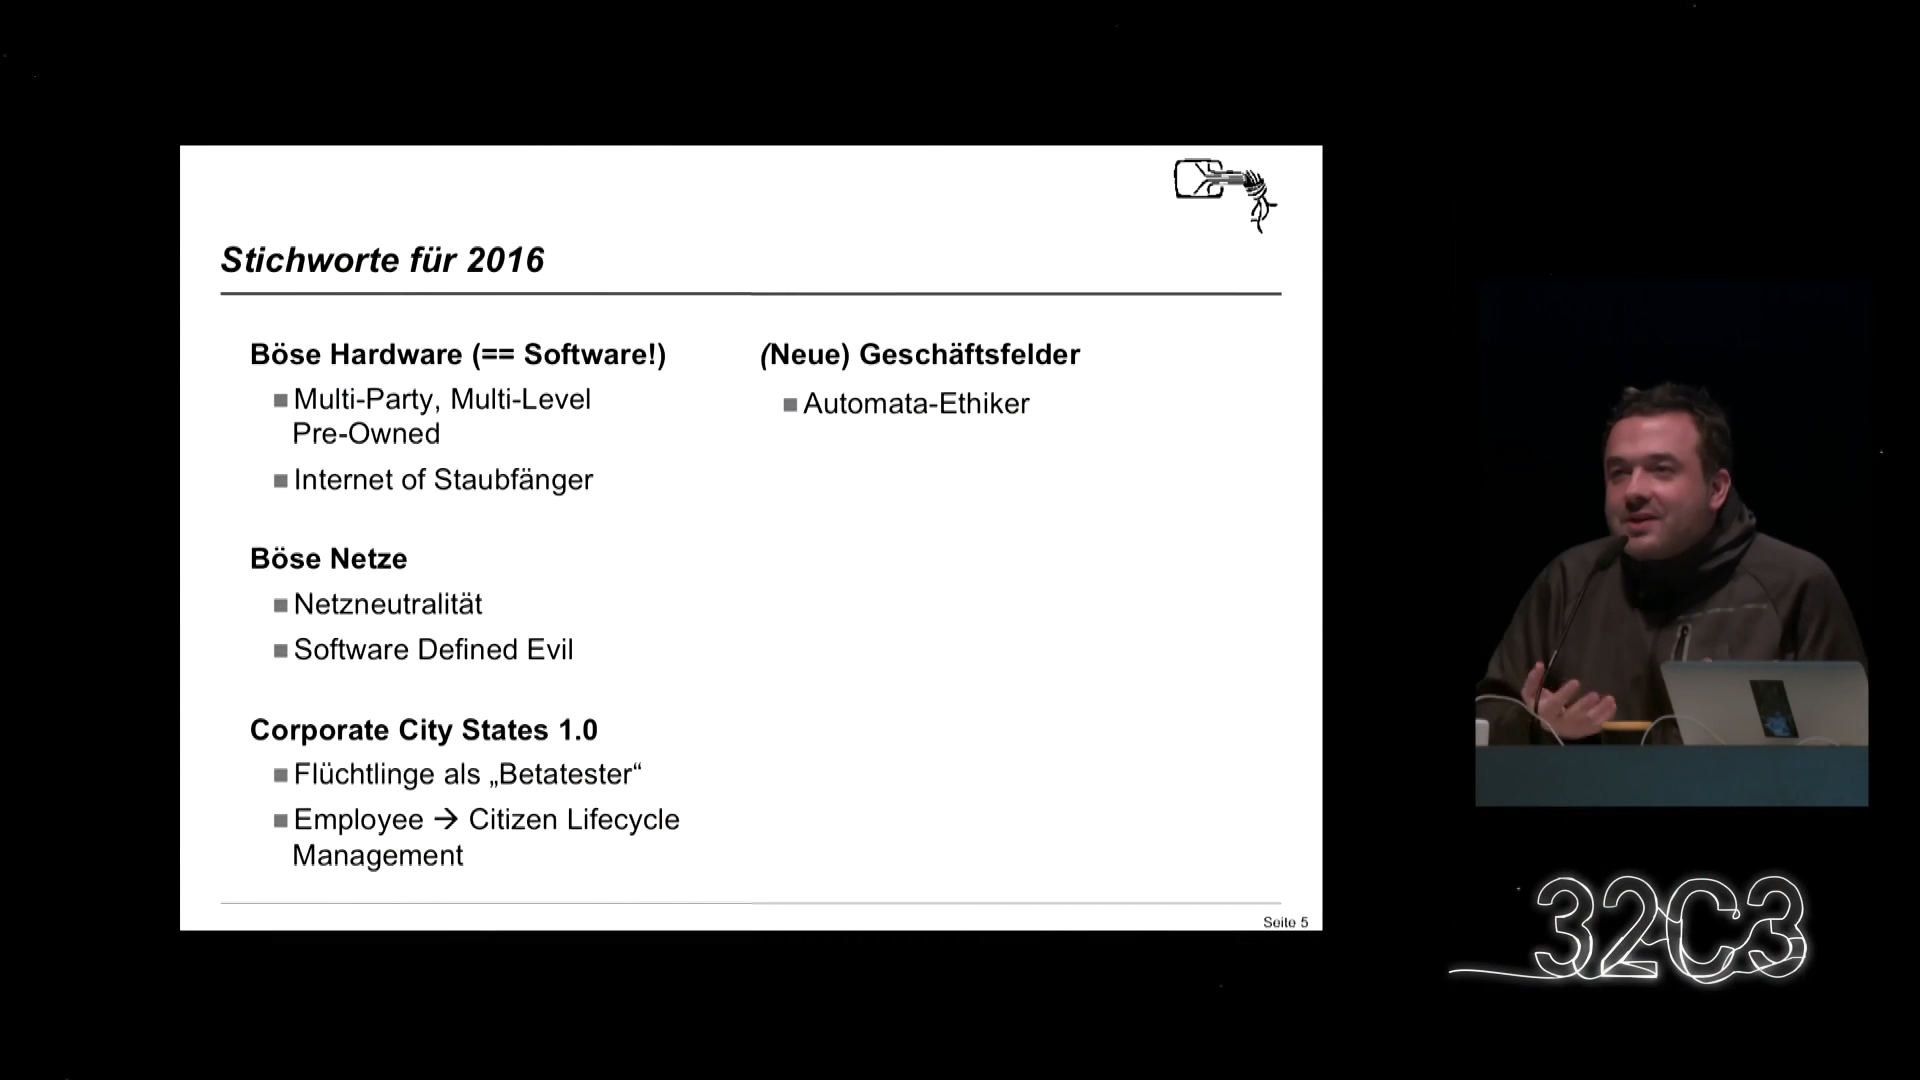 Stichworte für 2016
Böse Hardware (== Software!)
Multi-Party, Multi-Level
Pre-Owned
Internet of Staubfänger
Böse Netze
Netzneutralität
Software Defined Evil
Corporate City States 1.0
Flüchtlinge als „Betatester“
Employee → Citizen Lifecycle
Management
(Neue) Geschäftsfelder
Automata-Ethiker
Seite 5
32C3